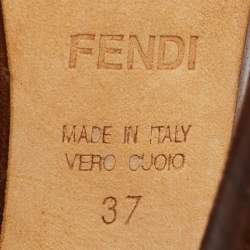 FENDI
MADE IN ITALY
VERO CUOIO
37